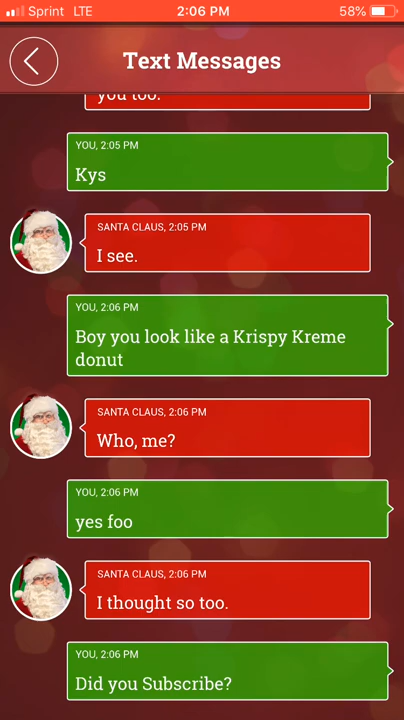 Sprint LTE 2:06 PM 58%
Text Messages
you too.
YOU, 2:05 PM
Kys
SANTA CLAUS, 2:05 PM
I see.
YOU, 2:06 PM
Boy you look like a Krispy Kreme
donut
SANTA CLAUS, 2:06 PM
Who, me?
YOU, 2:06 PM
yes foo
SANTA CLAUS, 2:06 PM
I thought so too.
YOU, 2:06 PM
Did you Subscribe?